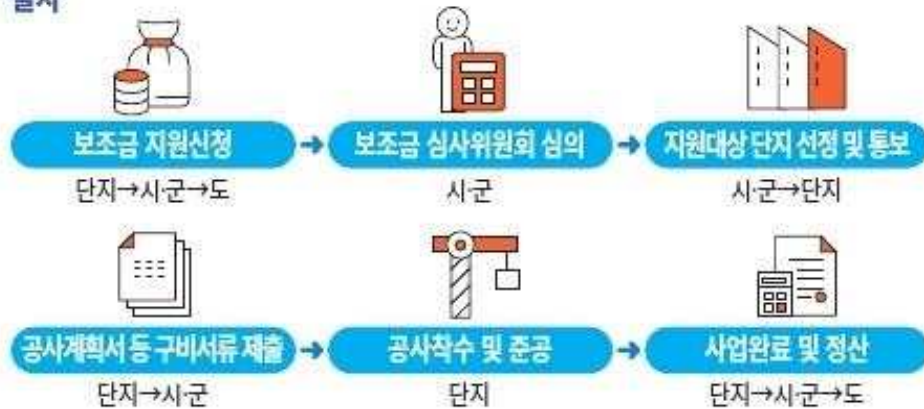 절차
보조금 지원신청 → 보조금 심사위원회 심의 → 지원대상 단지 선정 및 통보
단지→시·군→도 시·군 시·군→단지
공사계획서 등 구비서류 제출 → 공사착수 및 준공 → 사업완료 및 정산
단지→시·군 단지 단지→시·군→도